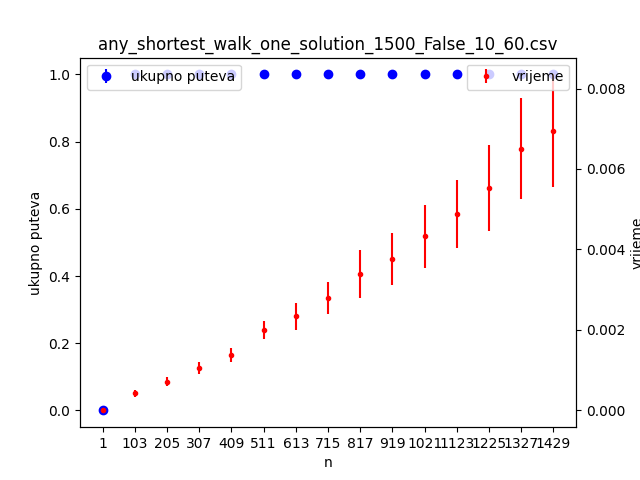 any_shortest_walk_one_solution_1500_False_10_60.csv
ukupno puteva
vrijeme
1.0
0.8
0.6
0.4
0.2
0.0
ukupno puteva
0.008
0.006
0.004
0.002
0.000
vrijeme
1 103 205 307 409 511 613 715 817 919 1021 1123 1225 1327 1429
n